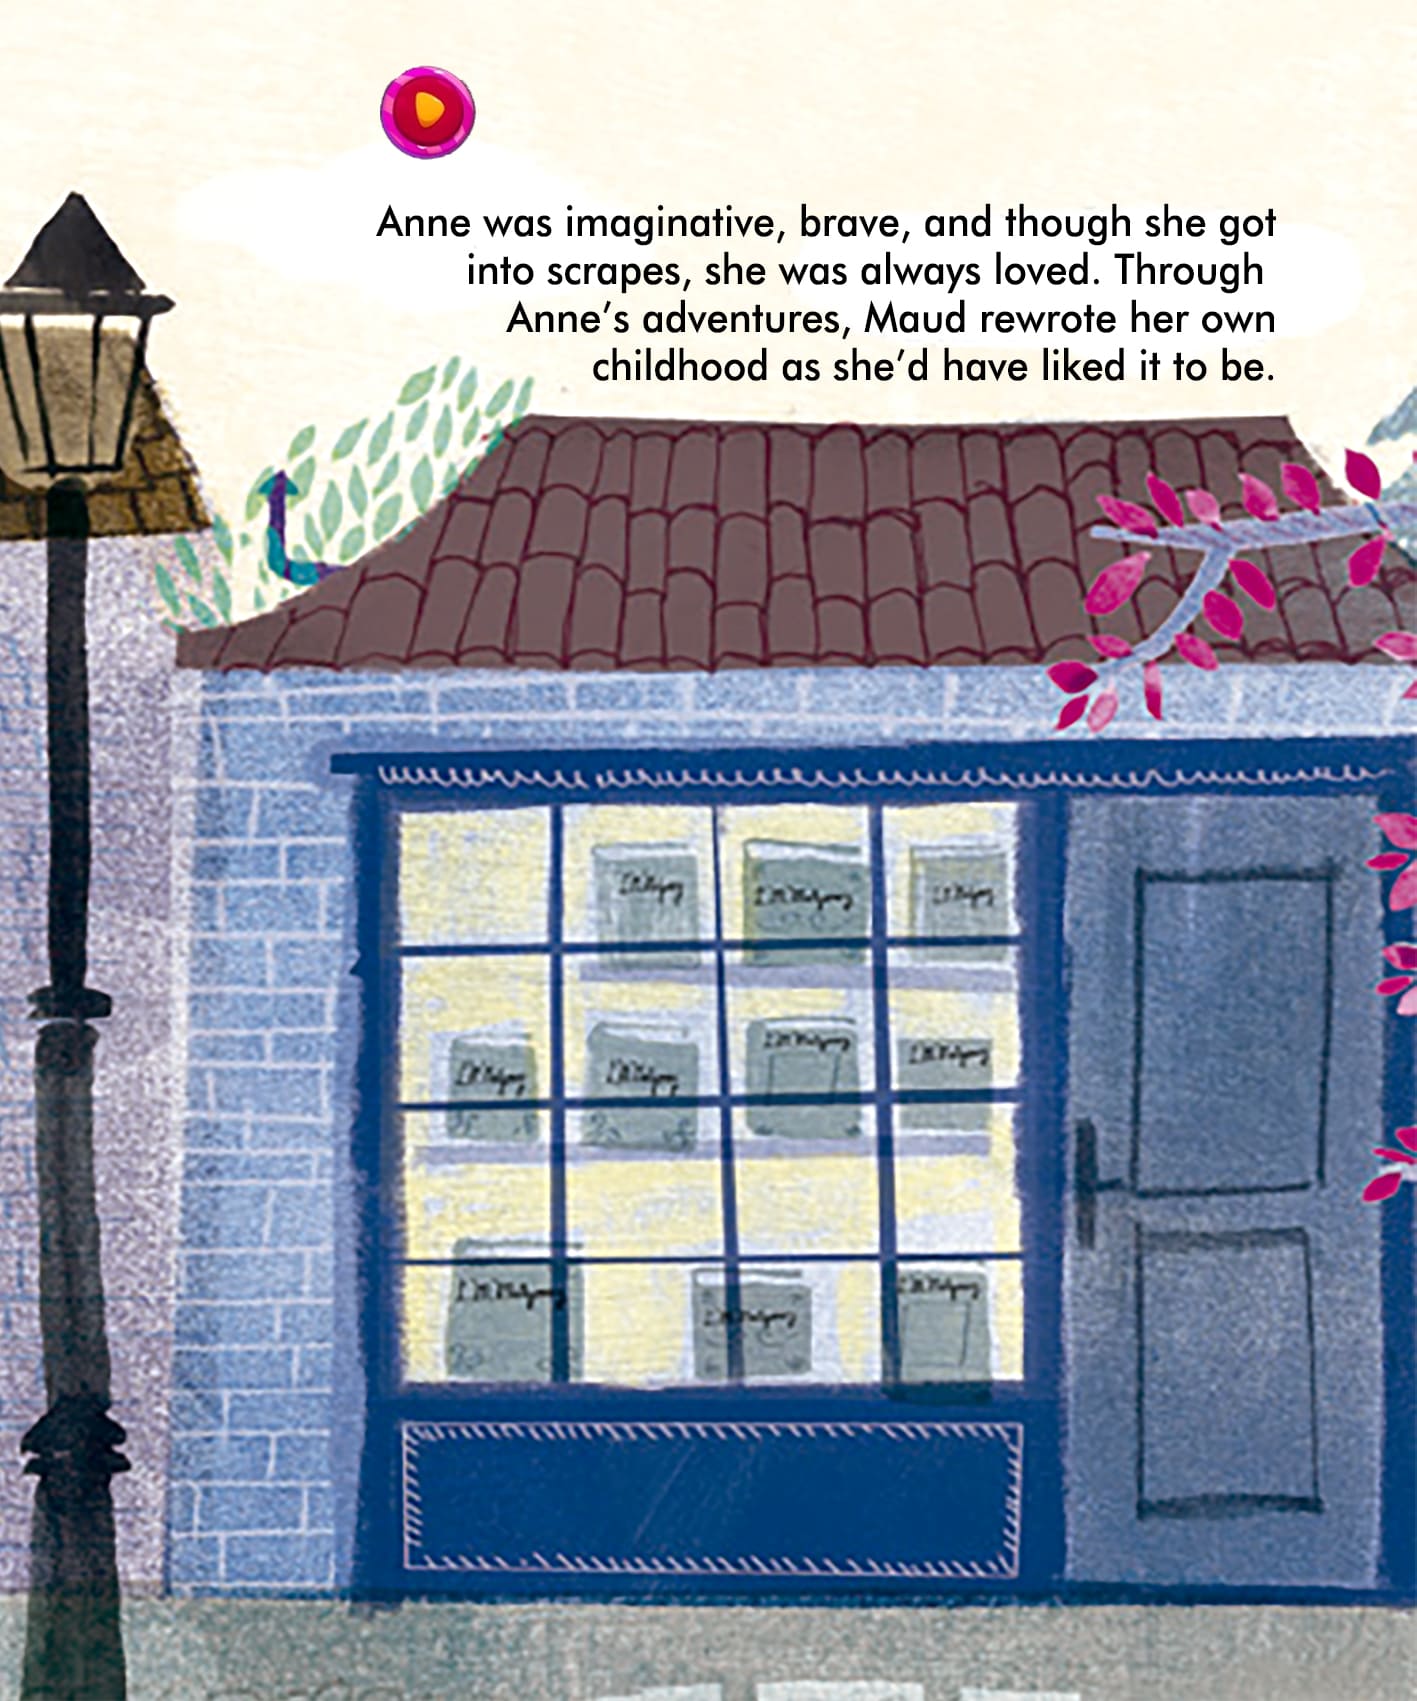 Anne was imaginative, brave, and though she got
into scrapes, she was always loved. Through
Anne’s adventures, Maud rewrote her own
childhood as she’d have liked it to be.